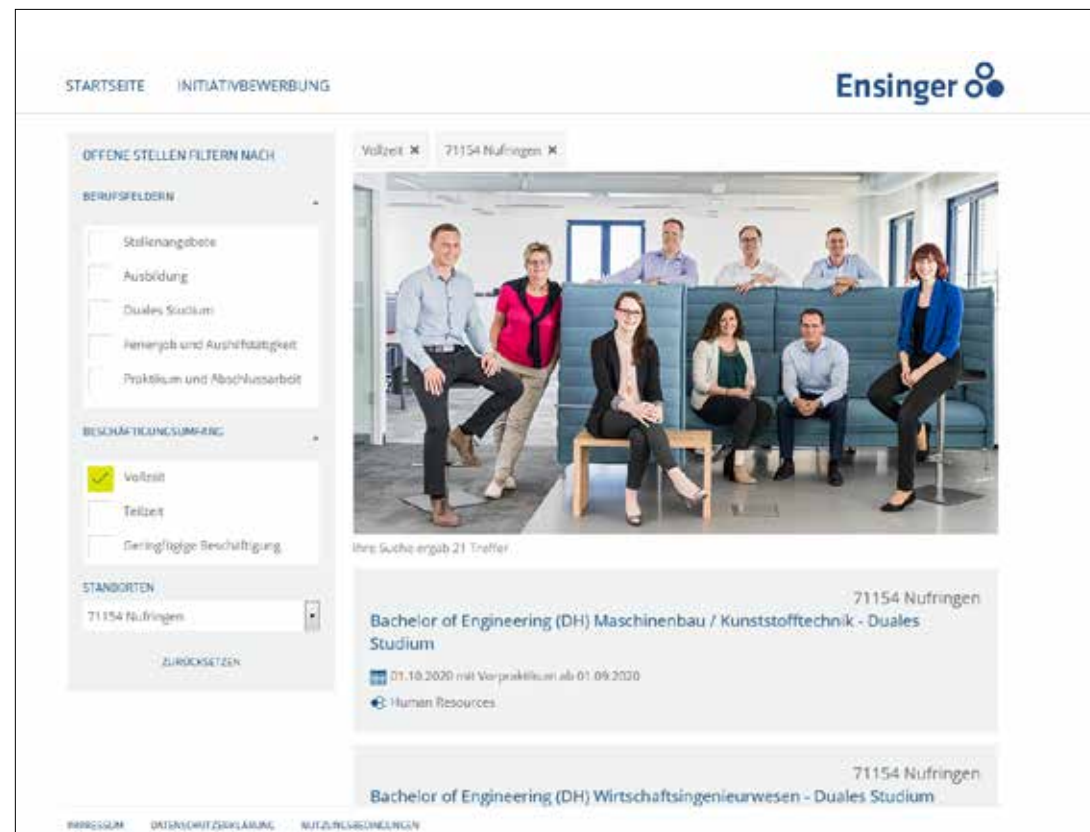 STARTSEITE INITIATIVBEWERBUNG
Ensinger
OFFENE STELLEN FILTERN NACH
BERUFSFELDERN
Stellenangebote
Ausbildung
Duales Studium
Ferienjob und Aushilfstätigkeit
Praktikum und Abschlussarbeit
BESCHÄFTIGUNGSUMFANG
Vollzeit
Teilzeit
Geringfügige Beschäftigung
STANDORTEN
71154 Nufringen
ZURÜCKSETZEN
Vollzeit ✖ 71154 Nufringen ✖
Ihre Suche ergab 21 Treffer
71154 Nufringen
Bachelor of Engineering (DH) Maschinenbau / Kunststofftechnik - Duales
Studium
01.10.2020 mit Vorpraktikum ab 01.09.2020
Human Resources
71154 Nufringen
Bachelor of Engineering (DH) Wirtschaftsingenieurwesen - Duales Studium
IMPRESSUM DATENSCHUTZERKLÄRUNG NUTZUNGSBEDINGUNGEN